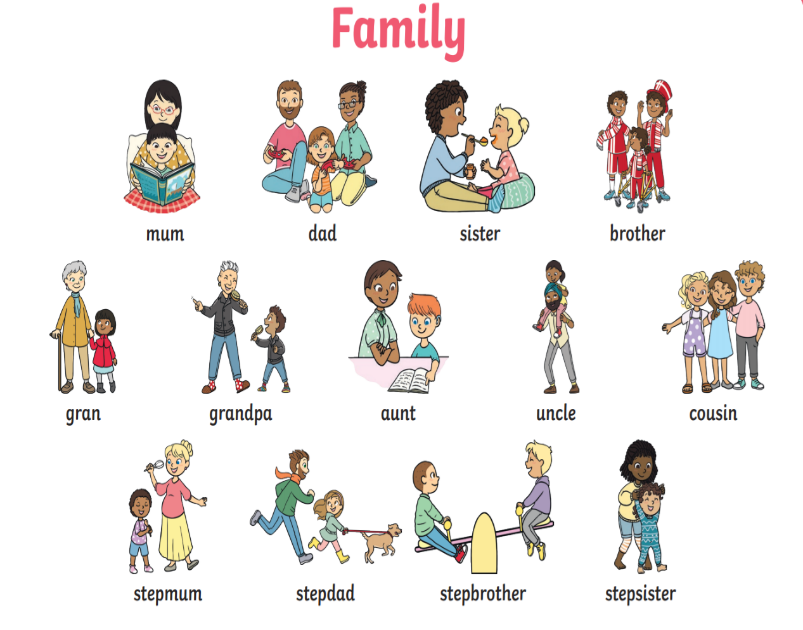 Family
mum dad sister brother
gran grandpa aunt uncle cousin
stepmum stepdad stepbrother stepsister